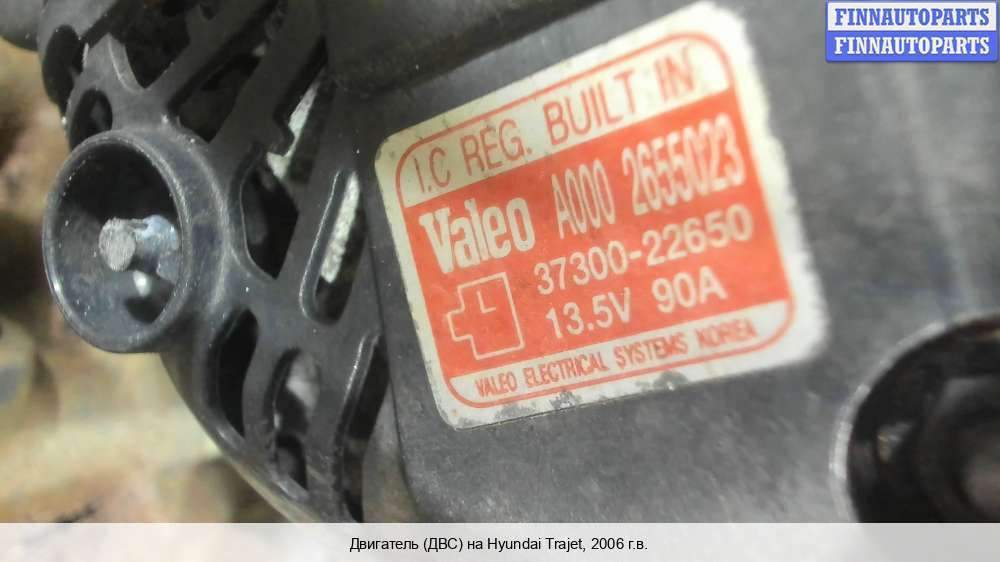 FINNAUTOPARTS
FINNAUTOPARTS
I.C REG. BUILT IN
Valeo A000 2655023
37300-22650
L 13.5V 90A
VALEO ELECTRICAL SYSTEMS KOREA
Двигатель (ДВС) на Hyundai Trajet, 2006 г.в.